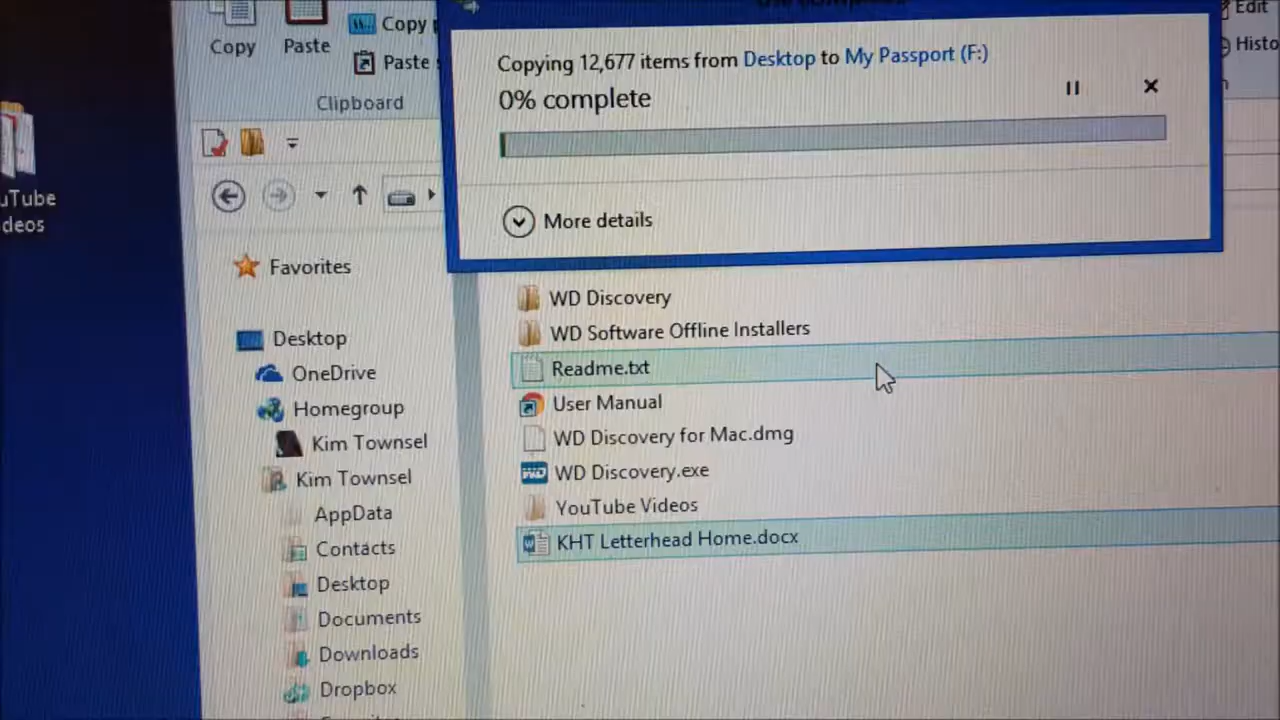 Copy
Paste
Copy
Paste
Clipboard
Edit
Copying 12,677 items from Desktop to My Passport (F:)
0% complete
More details
Favorites
Desktop
OneDrive
Homegroup
Kim Townsel
Kim Townsel
AppData
Contacts
Desktop
Documents
Downloads
Dropbox
WD Discovery
WD Software Offline Installers
Readme.txt
User Manual
WD Discovery for Mac.dmg
WD Discovery.exe
YouTube Videos
KHT Letterhead Home.docx